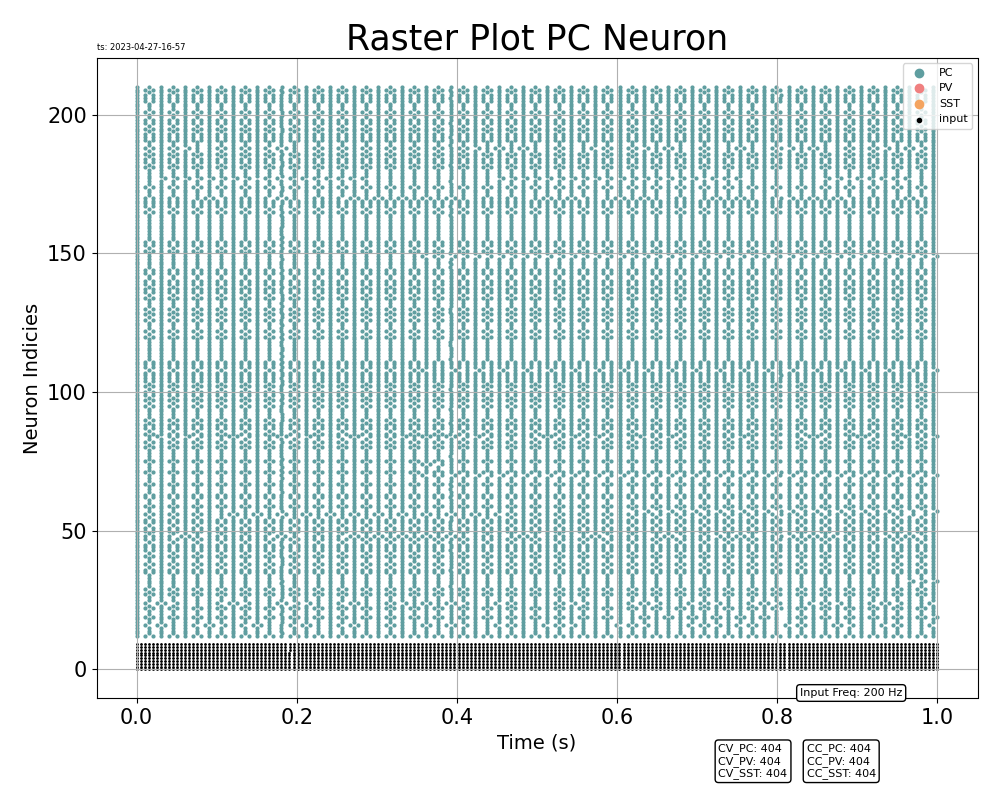 Raster Plot PC Neuron
ts: 2023-04-27-16-57
PC
PV
SST
input
200
150
100
50
0
Neuron Indicies
0.0 0.2 0.4 0.6 0.8 1.0
Time (s)
Input Freq: 200 Hz
CV_PC: 404
CV_PV: 404
CV_SST: 404
CC_PC: 404
CC_PV: 404
CC_SST: 404